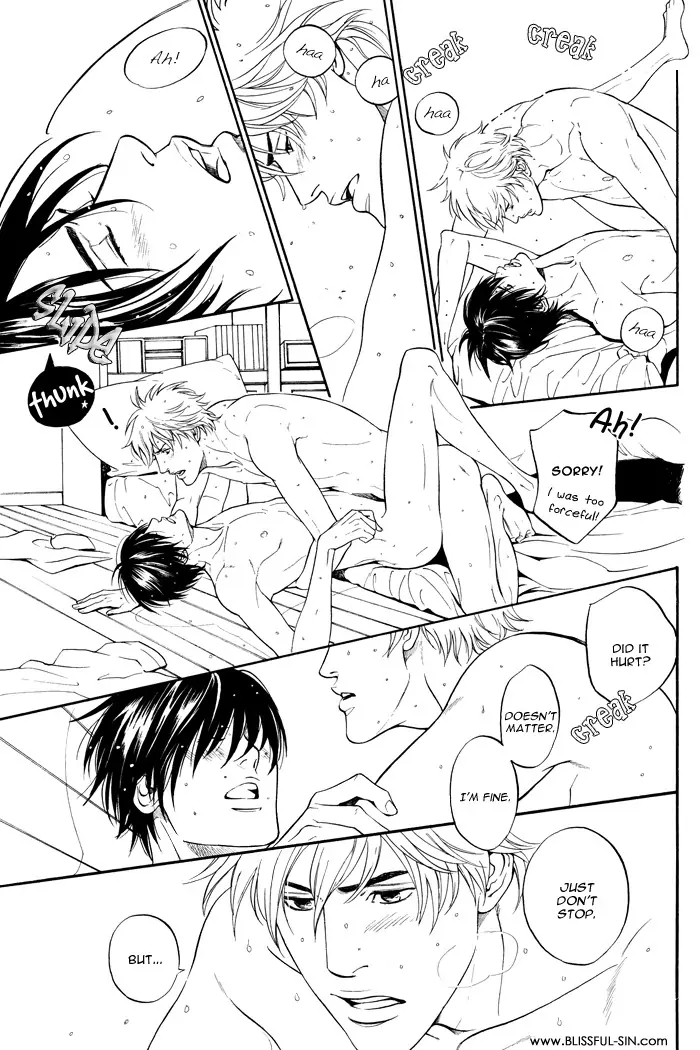 Ah!
haa
ha
creak
creak
haa
haa
SLIDE
thunk
!
Ah!
SORRY!
I was too
forceful!
DID IT
HURT?
creak
DOESN'T
MATTER.
I'M FINE.
JUST
DON'T
STOP.
BUT...
www.BLISSFUL-SIN.com